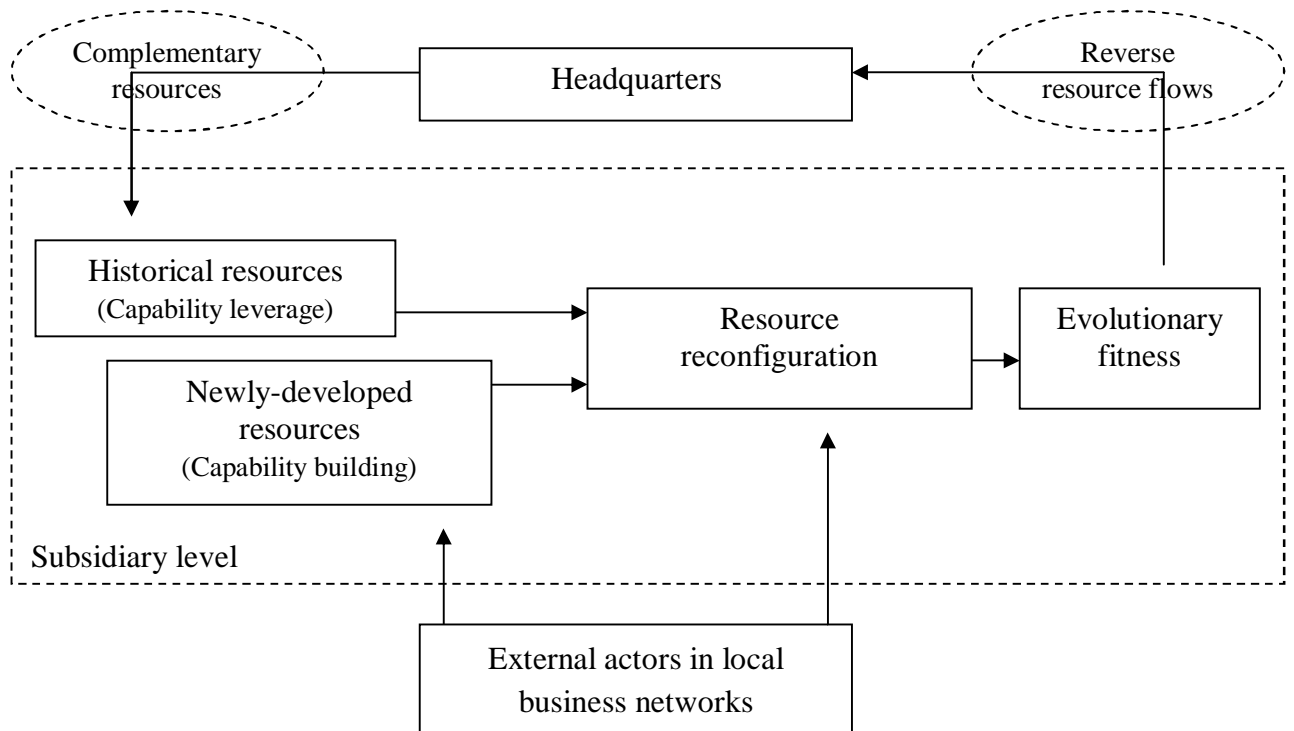 Complementary
resources
Headquarters
Reverse
resource flows
Historical resources
(Capability leverage)
Newly-developed
resources
(Capability building)
Resource
reconfiguration
Evolutionary
fitness
Subsidiary level
External actors in local
business networks